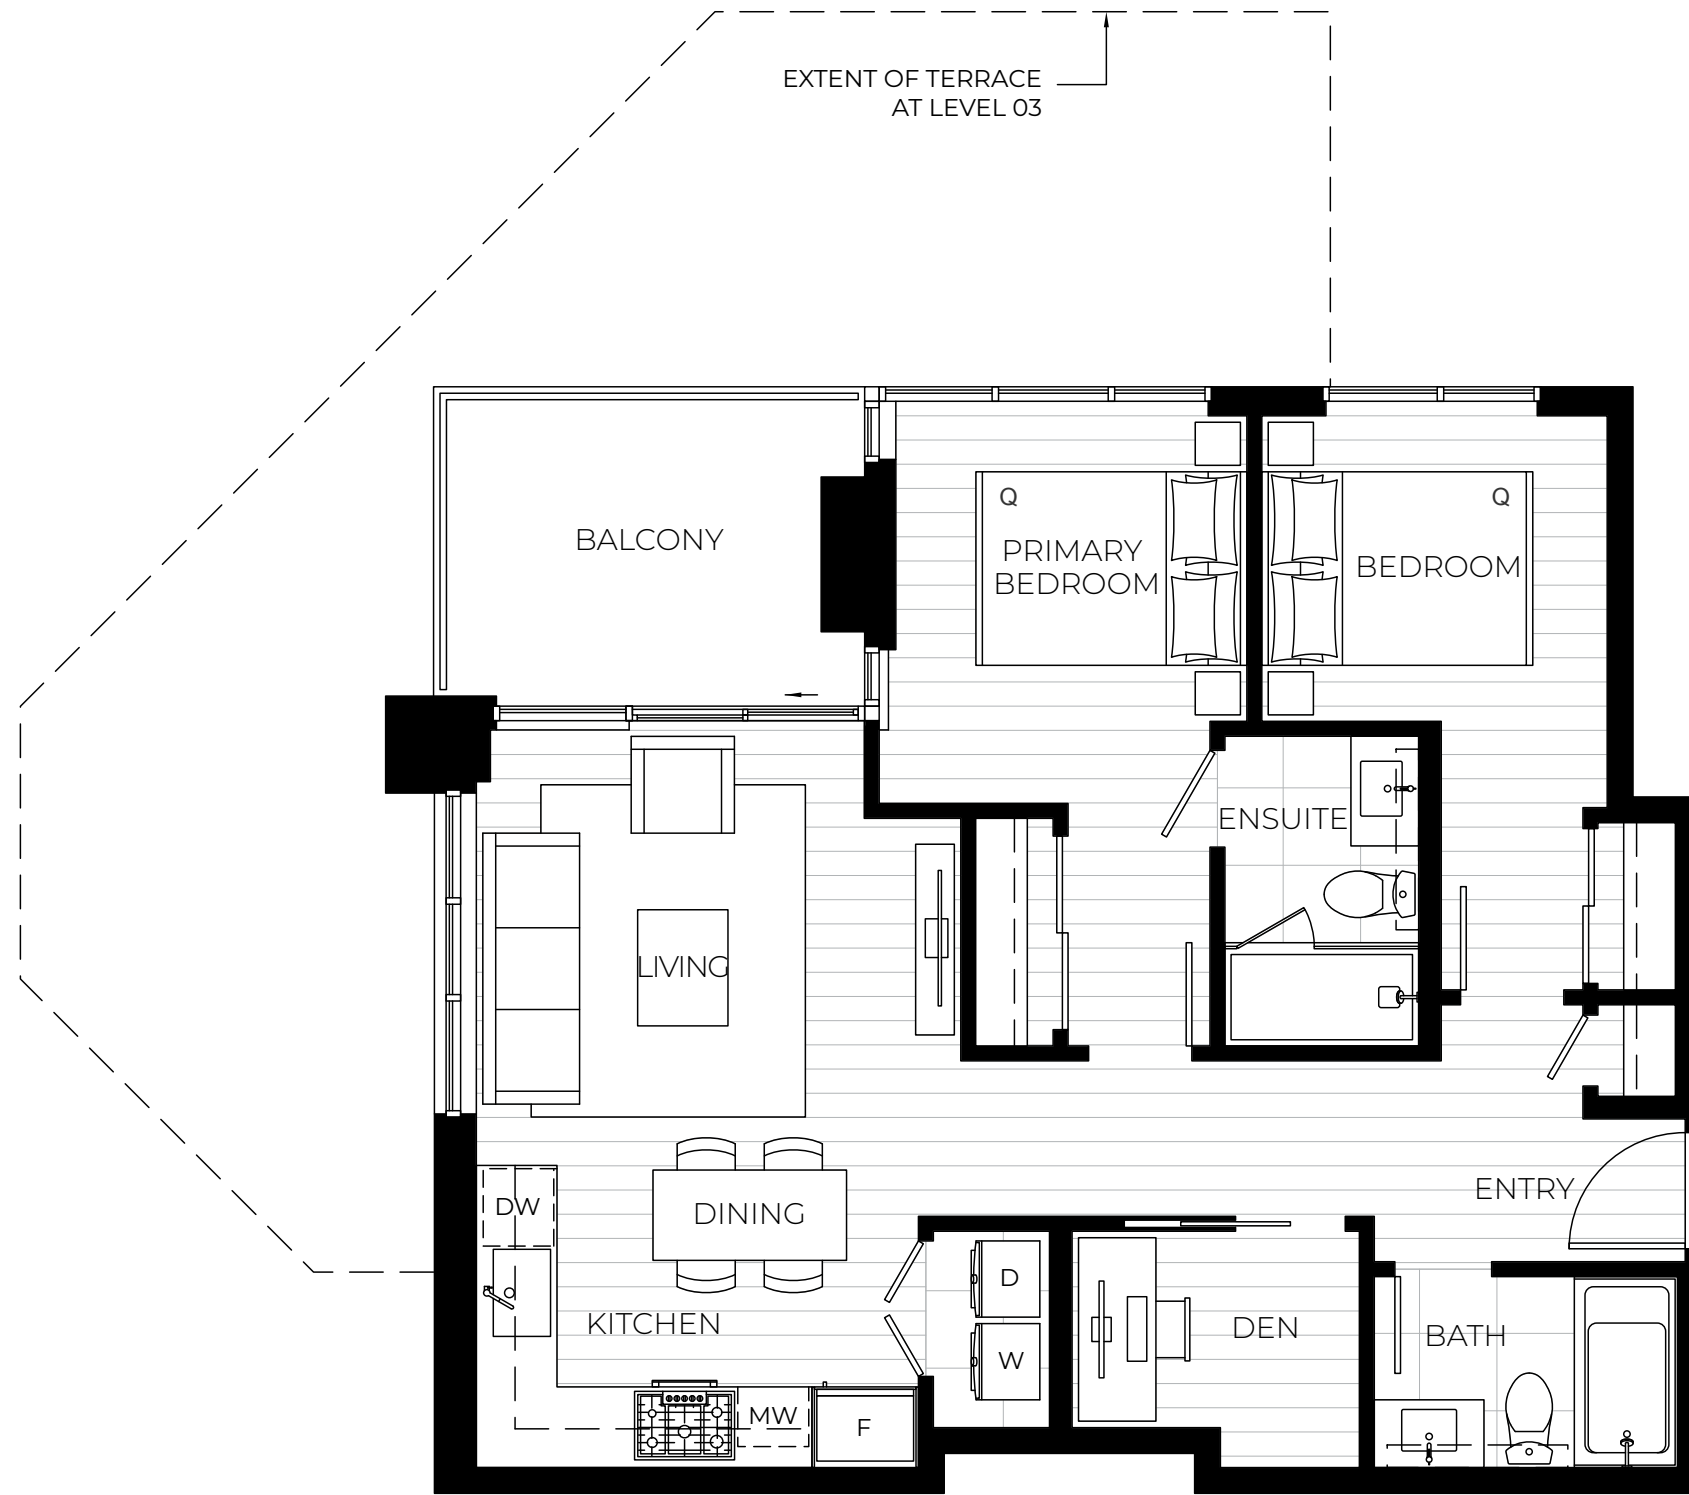 EXTENT OF TERRACE
AT LEVEL 03
Q
Q
BALCONY
PRIMARY
BEDROOM
BEDROOM
ENSUITE
LIVING
ENTRY
DW
DINING
D
KITCHEN
DEN
BATH
W
MW
F